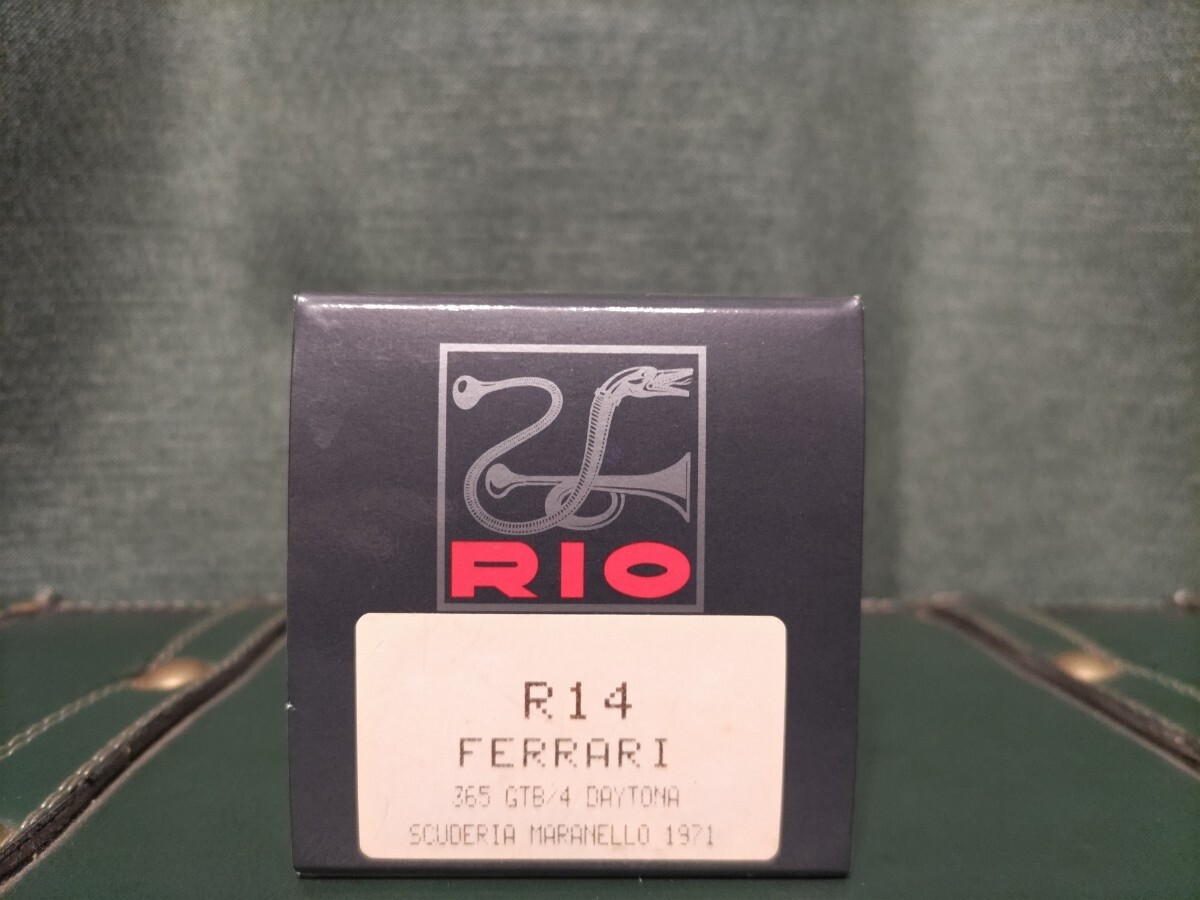 RIO
R14
FERRARI
365 GTB/4 DAYTONA
SCUDERIA MARANELLO 1971